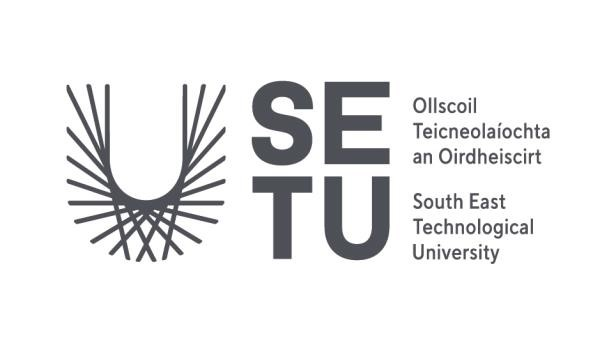 SE
TU
Ollscoil
Teicneolaíochta
an Oirdheiscirt
South East
Technological
University